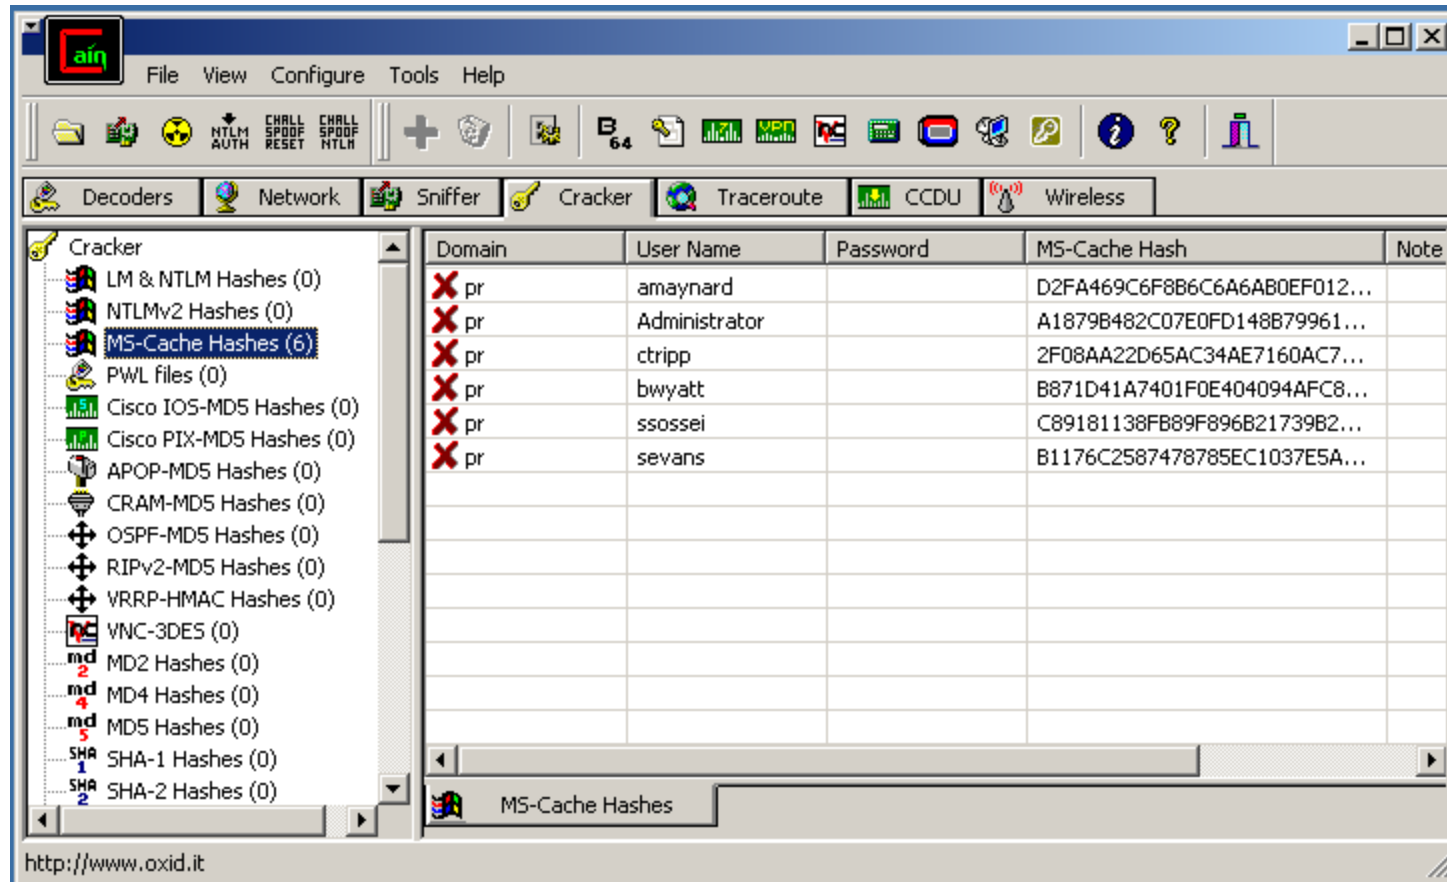 Cain
File View Configure Tools Help
NTLM AUTH CHALL SPOOF RESET CHALL SPOOF NTLM B64
Decoders Network Sniffer Cracker Traceroute CCDU Wireless
Cracker
LM & NTLM Hashes (0)
NTLMv2 Hashes (0)
MS-Cache Hashes (6)
PWL files (0)
Cisco IOS-MD5 Hashes (0)
Cisco PIX-MD5 Hashes (0)
APOP-MD5 Hashes (0)
CRAM-MD5 Hashes (0)
OSPF-MD5 Hashes (0)
RIPv2-MD5 Hashes (0)
VRRP-HMAC Hashes (0)
VNC-3DES (0)
MD2 Hashes (0)
MD4 Hashes (0)
MD5 Hashes (0)
SHA-1 Hashes (0)
SHA-2 Hashes (0)
Domain User Name Password MS-Cache Hash Note
pr amaynard D2FA469C6F8B6C6A6AB0EF012...
pr Administrator A1879B482C07E0FD148B79961...
pr ctripp 2F08AA22D65AC34AE7160AC7...
pr bwyatt B871D41A7401F0E404094AFC8...
pr ssossei C89181138FB89F896B21739B2...
pr sevans B1176C2587478785EC1037E5A...
MS-Cache Hashes
http://www.oxid.it